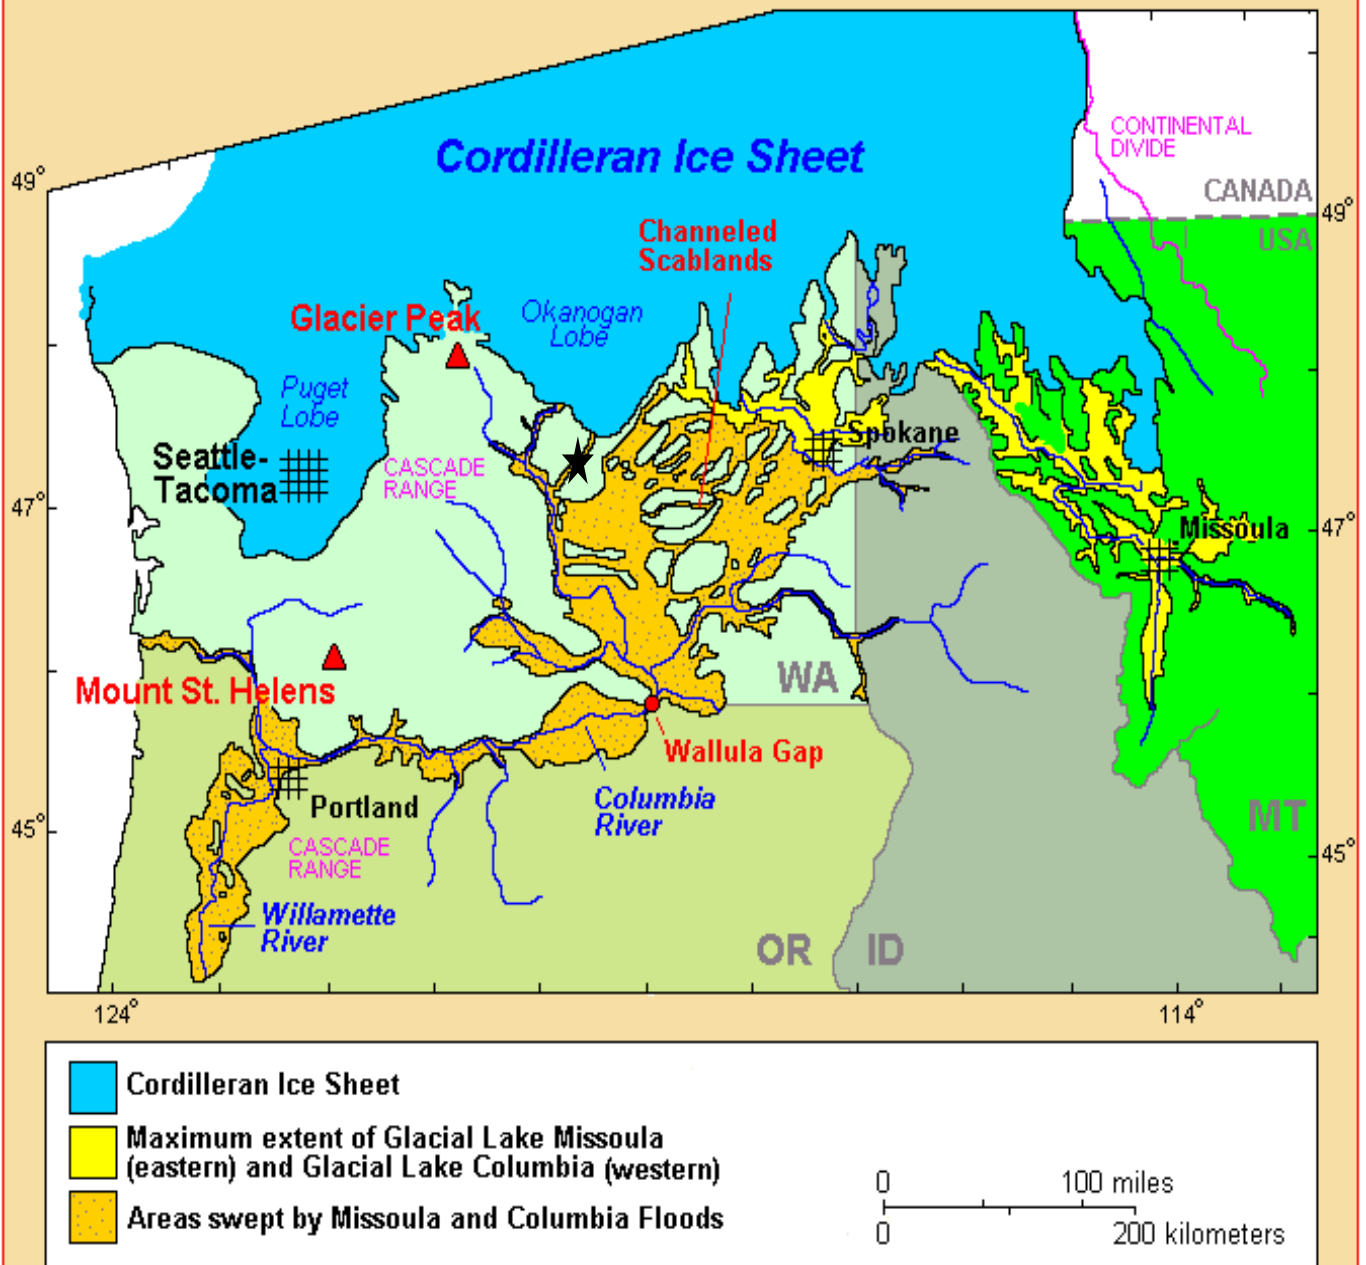 Cordilleran Ice Sheet
CONTINENTAL
DIVIDE
49°
CANADA
49°
USA
Channeled
Scablands
Glacier Peak
Okanogan
Lobe
Puget
Lobe
Spokane
Seattle-
Tacoma
CASCADE
RANGE
47°
47°
Missoula
WA
Mount St. Helens
Wallula Gap
Columbia
River
Portland
MT
45°
45°
CASCADE
RANGE
Willamette
River
OR
ID
124°
114°
Cordilleran Ice Sheet
Maximum extent of Glacial Lake Missoula
(eastern) and Glacial Lake Columbia (western)
Areas swept by Missoula and Columbia Floods
0 100 miles
0 200 kilometers